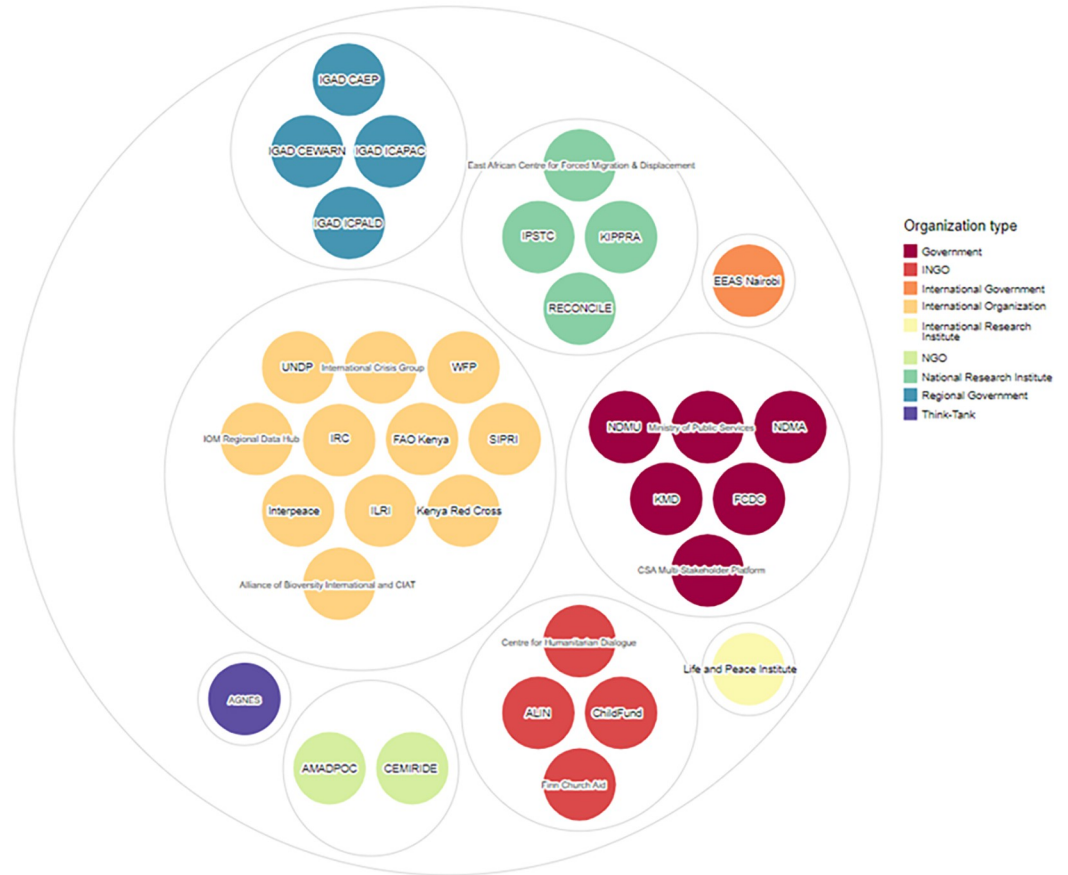 IGAD CAEP
IGAD CEWARN
IGAD ICAPAC
IGAD ICPALD
East African Centre for Forced Migration & Displacement
IPSTC
KIPPRA
RECONCILE
EEAS Nairobi
UNDP
International Crisis Group
WFP
IOM Regional Data Hub
IRC
FAO Kenya
SIPRI
Interpeace
ILRI
Kenya Red Cross
Alliance of Bioversity International and CIAT
NDMU
Ministry of Public Services
NDMA
KMD
FCDC
CSA Multi-Stakeholder Platform
Centre for Humanitarian Dialogue
ALIN
ChildFund
Finn Church Aid
Life and Peace Institute
AGNES
AMADPOC
CEMIRIDE
Organization type
Government
INGO
International Government
International Organization
International Research
Institute
NGO
National Research Institute
Regional Government
Think-Tank